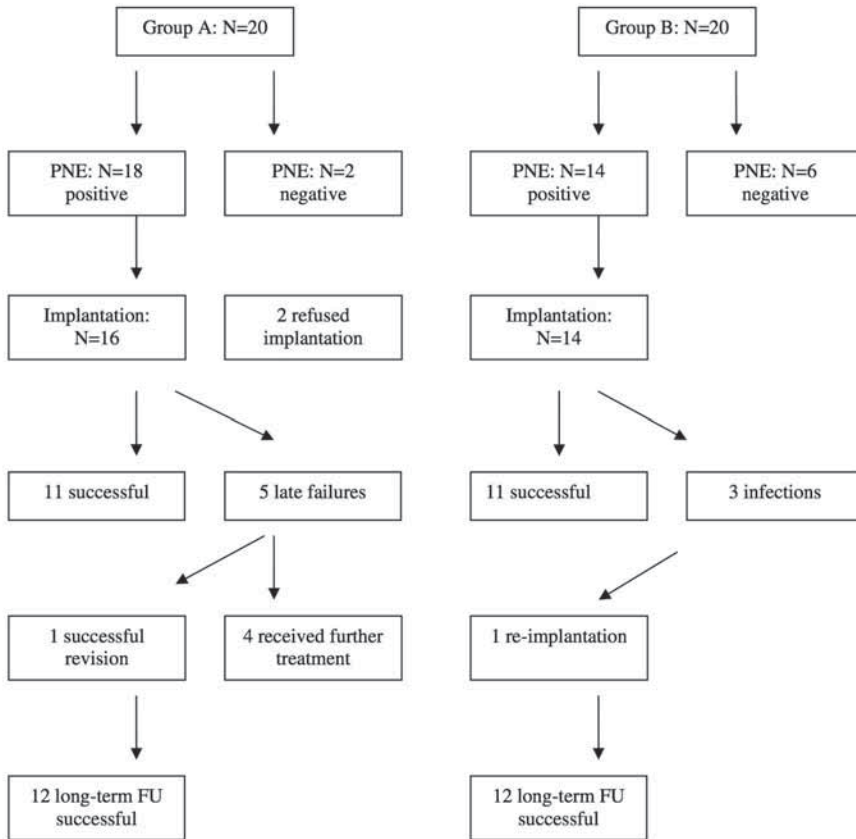 Group A: N=20
Group B: N=20
PNE: N=18
positive
PNE: N=2
negative
PNE: N=14
positive
PNE: N=6
negative
Implantation:
N=16
2 refused
implantation
Implantation:
N=14
11 successful
5 late failures
11 successful
3 infections
1 successful
revision
4 received further
treatment
1 re-implantation
12 long-term FU
successful
12 long-term FU
successful